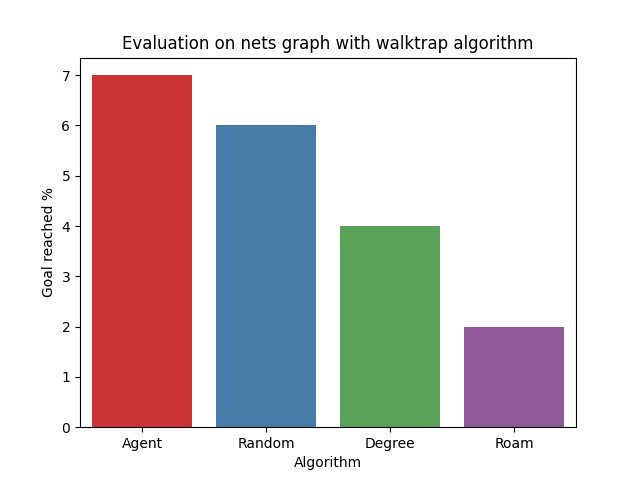 Evaluation on nets graph with walktrap algorithm
Goal reached %
7
6
5
4
3
2
1
0
Agent Random Degree Roam
Algorithm